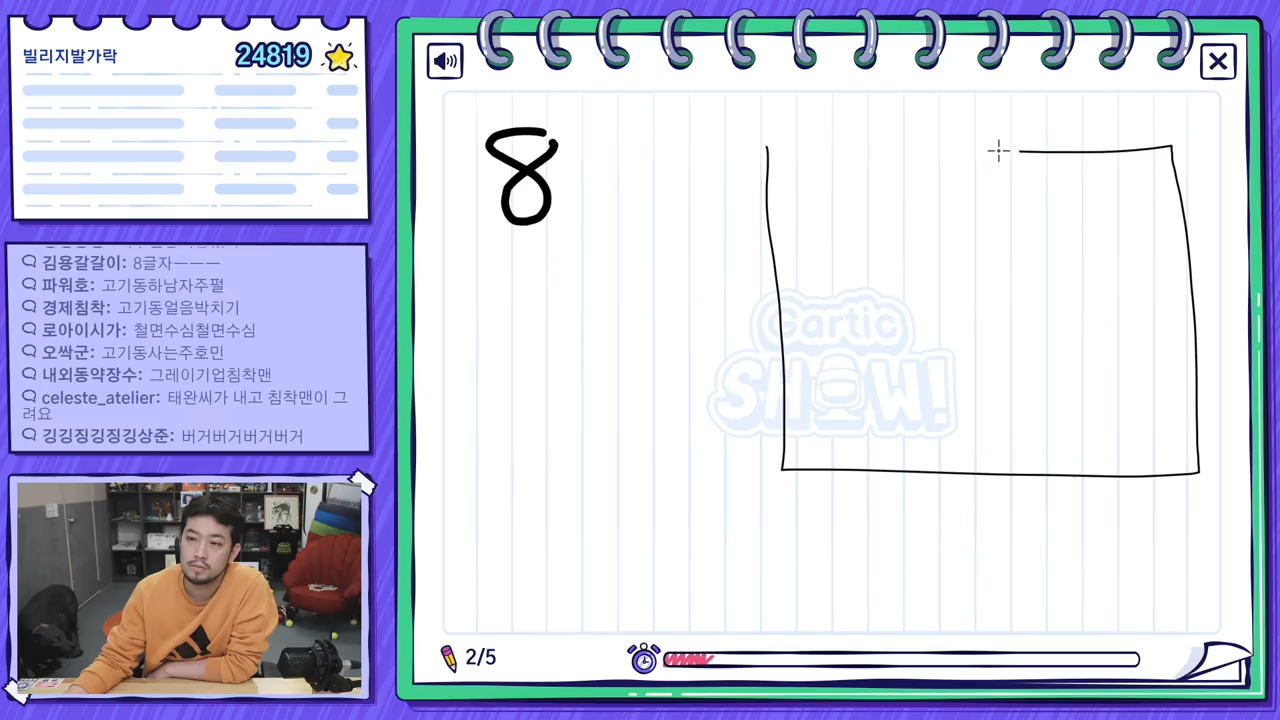 빌리지발가락 24819
김용갈갈이: 8글자ㅡㅡㅡ
파워호: 고기동하남자주펄
경제침착: 고기동얼음박치기
로아이시가: 철면수심철면수심
오싹군: 고기동사는주호민
내외동약장수: 그레이기업침착맨
celeste_atelier: 태완씨가 내고 침착맨이 그
려요
깅깅징깅징깅상준: 버거버거버거버거
8
Gartic
SHOW!
2/5